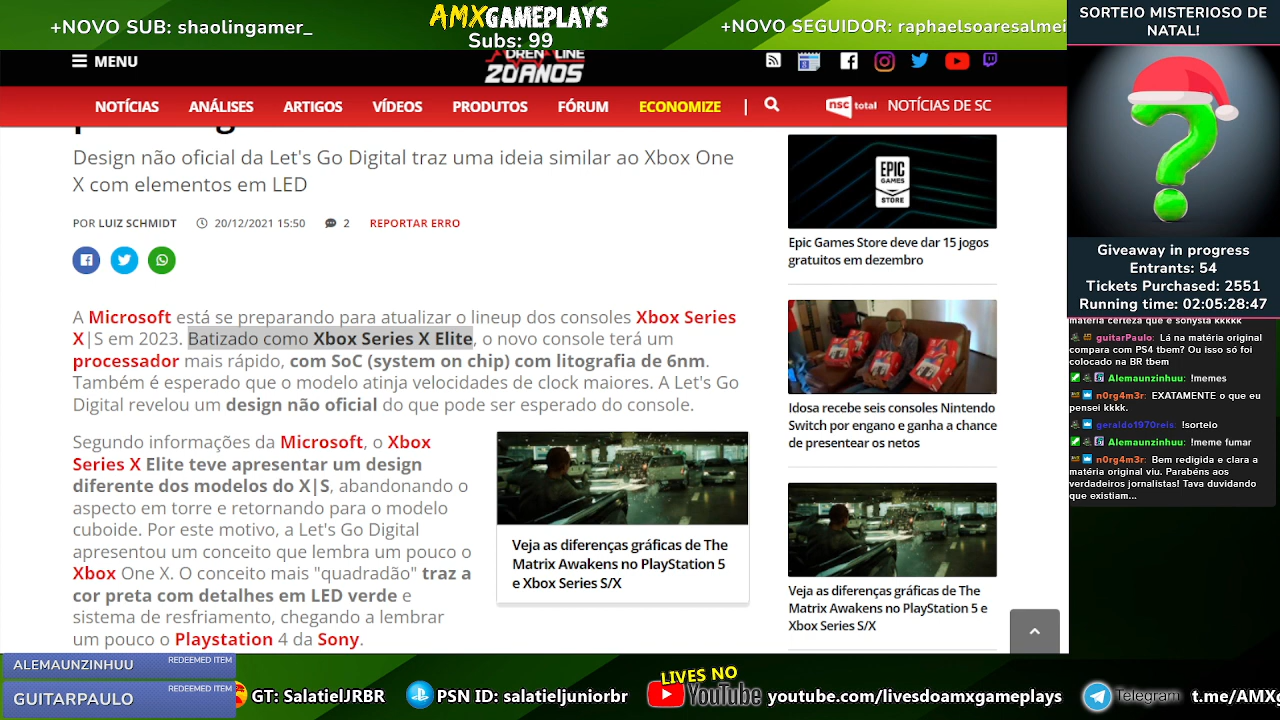 +NOVO SUB: shaolingamer_
AMXGAMEPLAYS
Subs: 99
+NOVO SEGUIDOR: raphaelsoaresalmei
SORTEIO MISTERIOSO DE
NATAL!
MENU
ADRENALINE
20 ANOS
NOTÍCIAS
ANÁLISES
ARTIGOS
VÍDEOS
PRODUTOS
FÓRUM
ECONOMIZE
|
nsc total
NOTÍCIAS DE SC
Design não oficial da Let's Go Digital traz uma ideia similar ao Xbox One
X com elementos em LED
POR LUIZ SCHMIDT
20/12/2021 15:50
2
REPORTAR ERRO
A Microsoft está se preparando para atualizar o lineup dos consoles Xbox Series
X|S em 2023. Batizado como Xbox Series X Elite, o novo console terá um
processador mais rápido, com SoC (system on chip) com litografia de 6nm.
Também é esperado que o modelo atinja velocidades de clock maiores. A Let's Go
Digital revelou um design não oficial do que pode ser esperado do console.
Segundo informações da Microsoft, o Xbox
Series X Elite teve apresentar um design
diferente dos modelos do X|S, abandonando o
aspecto em torre e retornando para o modelo
cuboide. Por este motivo, a Let's Go Digital
apresentou um conceito que lembra um pouco o
Xbox One X. O conceito mais "quadradão" traz a
cor preta com detalhes em LED verde e
sistema de resfriamento, chegando a lembrar
um pouco o Playstation 4 da Sony.
Veja as diferenças gráficas de The
Matrix Awakens no PlayStation 5
e Xbox Series S/X
EPIC
GAMES
STORE
Epic Games Store deve dar 15 jogos
gratuitos em dezembro
Idosa recebe seis consoles Nintendo
Switch por engano e ganha a chance
de presentear os netos
Veja as diferenças gráficas de The
Matrix Awakens no PlayStation 5 e
Xbox Series S/X
Giveaway in progress
Entrants: 54
Tickets Purchased: 2551
Running time: 02:05:28:47
matéria certeza que é sonysta kkkkk
guitarPaulo: Lá na matéria original
compara com PS4 tbem? Ou isso só foi
colocado na BR tbem
Alemaunzinhuu: !memes
n0rg4m3r: EXATAMENTE o que eu
pensei kkkk.
geraldo1970reis: !sorteio
Alemaunzinhuu: !meme fumar
n0rg4m3r: Bem redigida e clara a
matéria original viu. Parabéns aos
verdadeiros jornalistas! Tava duvidando
que existiam...
ALEMAUNZINHUU
REDEEMED ITEM
GUITARPAULO
REDEEMED ITEM
GT: SalatielJRBR
PSN ID: salatieljuniorbr
LIVES NO
YouTube
youtube.com/livesdoamxgameplays
Telegram
t.me/AMXG